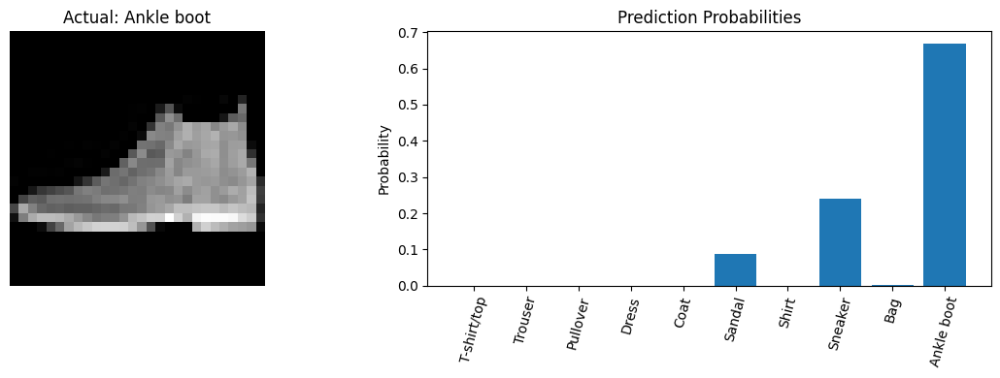 Actual: Ankle boot
Prediction Probabilities
Probability
0.7
0.6
0.5
0.4
0.3
0.2
0.1
0.0
T-shirt/top
Trouser
Pullover
Dress
Coat
Sandal
Shirt
Sneaker
Bag
Ankle boot